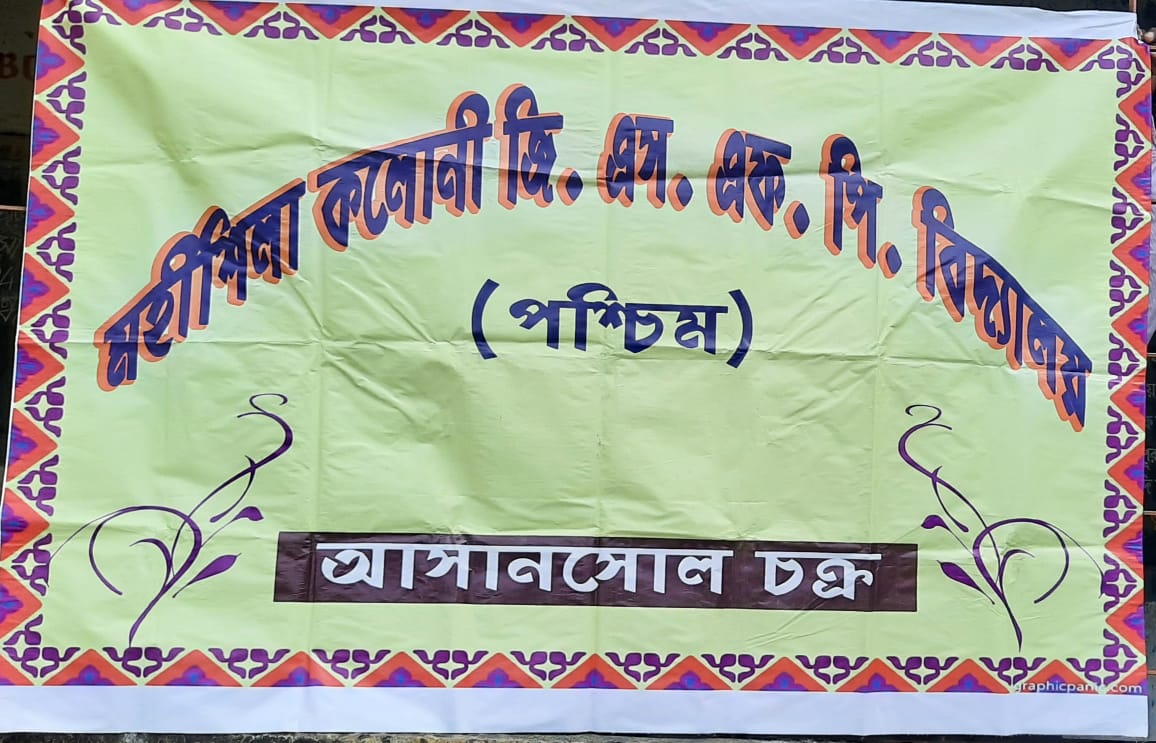 মহীশিলা কলোনী জি. এস. এফ. পি. বিদ্যালয়
(পশ্চিম)
আসানসোল চক্র
graphicpanic.com